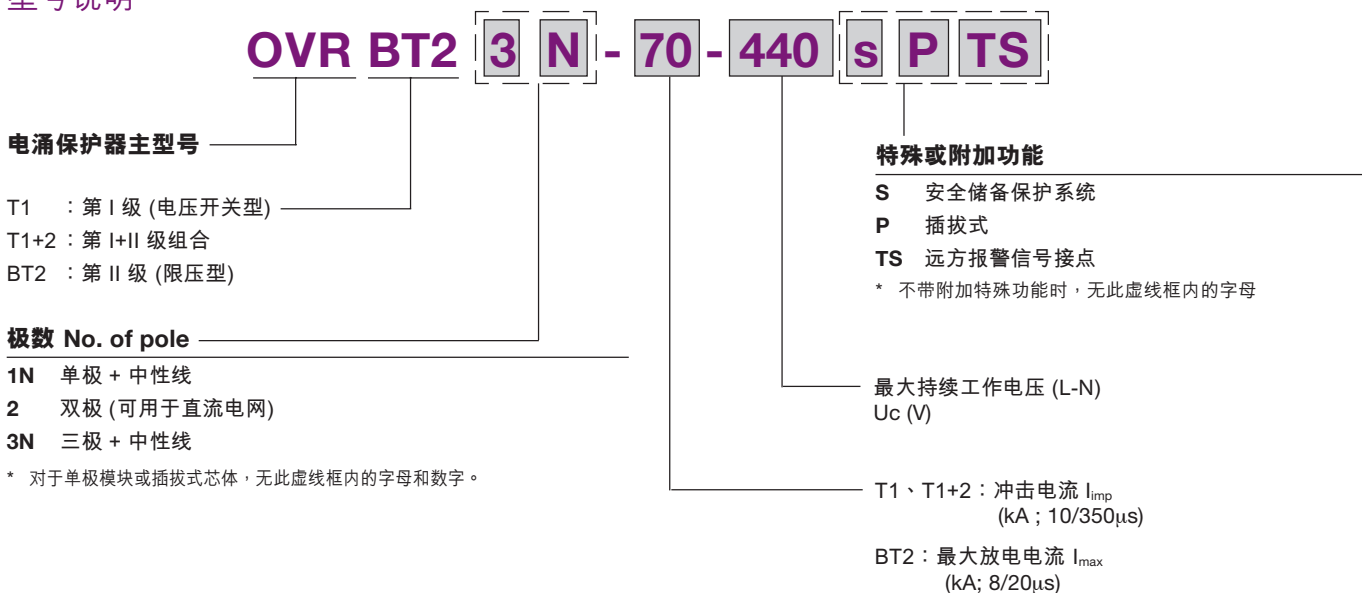 型号说明
OVR BT2 3 N - 70 - 440 s P TS
电涌保护器主型号
T1 ：第 I 级 (电压开关型)
T1+2 ：第 I+II 级组合
BT2 ：第 II 级 (限压型)
极数 No. of pole
1N 单极 + 中性线
2 双极 (可用于直流电网)
3N 三极 + 中性线
* 对于单极模块或插拔式芯体，无此虚线框内的字母和数字。
特殊或附加功能
S 安全储备保护系统
P 插拔式
TS 远方报警信号接点
* 不带附加特殊功能时，无此虚线框内的字母
最大持续工作电压 (L-N)
Uc (V)
T1、T1+2：冲击电流 Iimp
(kA ; 10/350μs)
BT2：最大放电电流 Imax
(kA; 8/20μs)